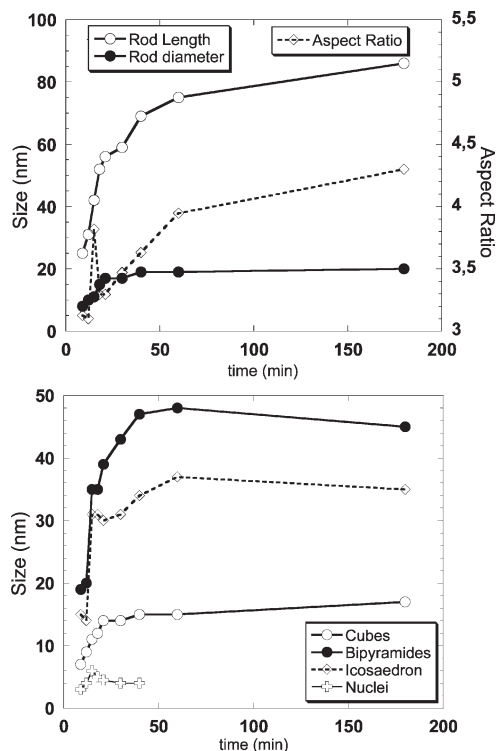 100
80
60
40
20
0
Size (nm)
Rod Length
Rod diameter
Aspect Ratio
5,5
5
4,5
4
3,5
3
Aspect Ratio
0 50 100 150 200
time (min)
50
40
30
20
10
0
Size (nm)
Cubes
Bipyramides
Icosaedron
Nuclei
0 50 100 150 200
time (min)